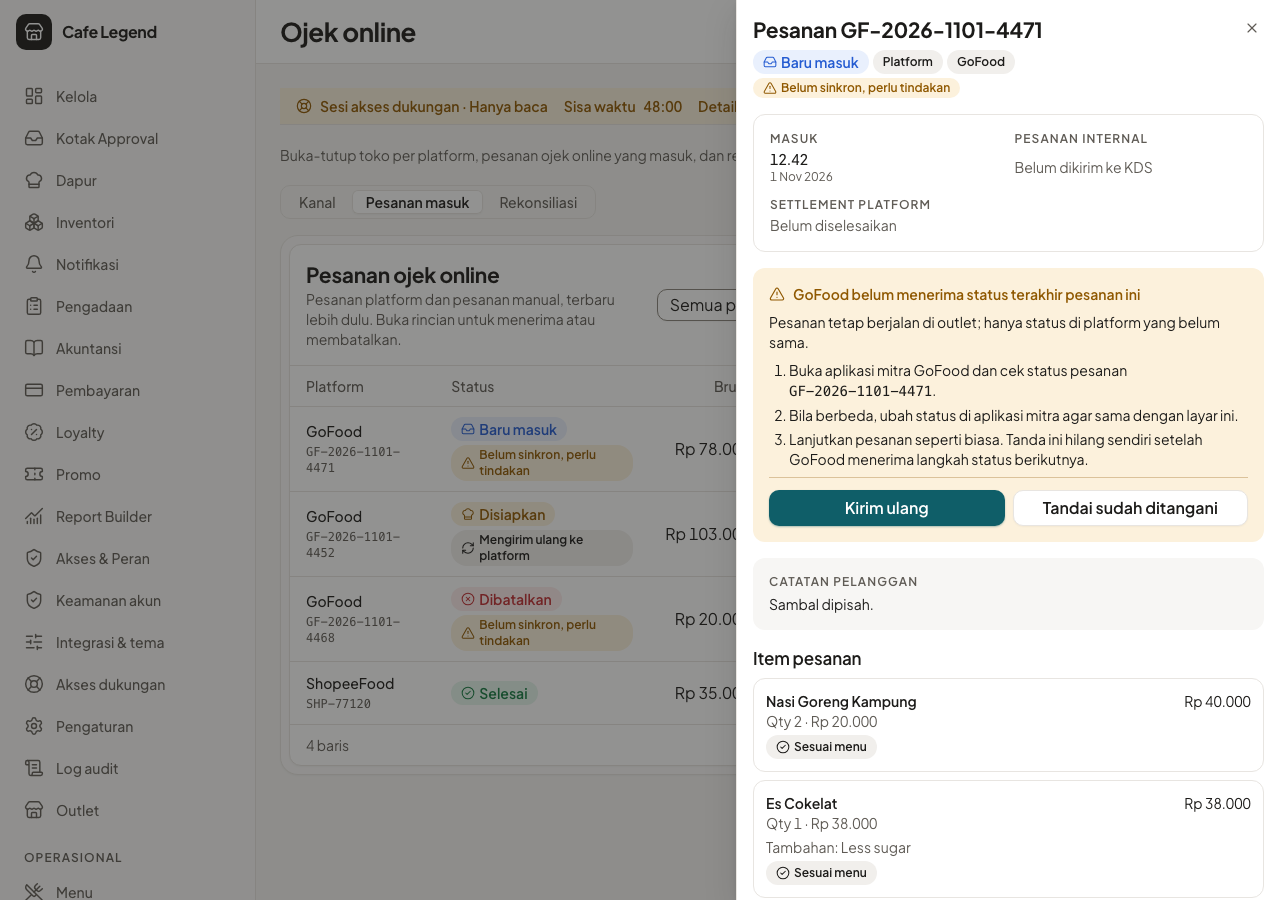 Cafe Legend
Kelola
Kotak Approval
Dapur
Inventori
Notifikasi
Pengadaan
Akuntansi
Pembayaran
Loyalty
Promo
Report Builder
Akses & Peran
Keamanan akun
Integrasi & tema
Akses dukungan
Pengaturan
Log audit
Outlet
OPERASIONAL
Menu
Ojek online
Sesi akses dukungan · Hanya baca Sisa waktu 48:00 Detail
Buka-tutup toko per platform, pesanan ojek online yang masuk, dan re
Kanal Pesanan masuk Rekonsiliasi
Pesanan ojek online
Pesanan platform dan pesanan manual, terbaru
lebih dulu. Buka rincian untuk menerima atau
membatalkan.
Semua p
Platform Status Bru
GoFood
GF-2026-1101-
4471
Baru masuk
Belum sinkron, perlu
tindakan
Rp 78.00
GoFood
GF-2026-1101-
4452
Disiapkan
Mengirim ulang ke
platform
Rp 103.00
GoFood
GF-2026-1101-
4468
Dibatalkan
Belum sinkron, perlu
tindakan
Rp 20.00
ShopeeFood
SHP-77120
Selesai
Rp 35.00
4 baris
Pesanan GF-2026-1101-4471
Baru masuk Platform GoFood
Belum sinkron, perlu tindakan
MASUK
12.42
1 Nov 2026
PESANAN INTERNAL
Belum dikirim ke KDS
SETTLEMENT PLATFORM
Belum diselesaikan
GoFood belum menerima status terakhir pesanan ini
Pesanan tetap berjalan di outlet; hanya status di platform yang belum
sama.
1. Buka aplikasi mitra GoFood dan cek status pesanan
GF-2026-1101-4471.
2. Bila berbeda, ubah status di aplikasi mitra agar sama dengan layar ini.
3. Lanjutkan pesanan seperti biasa. Tanda ini hilang sendiri setelah
GoFood menerima langkah status berikutnya.
Kirim ulang Tandai sudah ditangani
CATATAN PELANGGAN
Sambal dipisah.
Item pesanan
Nasi Goreng Kampung Rp 40.000
Qty 2 · Rp 20.000
Sesuai menu
Es Cokelat Rp 38.000
Qty 1 · Rp 38.000
Tambahan: Less sugar
Sesuai menu